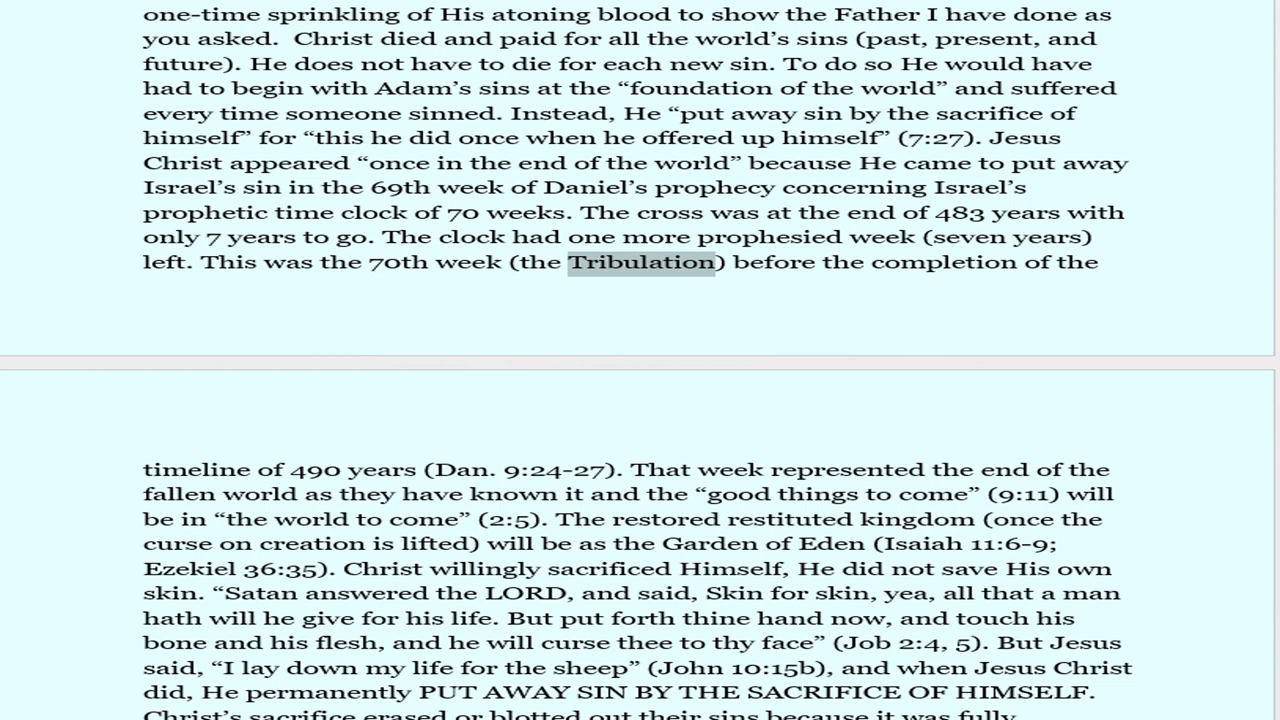 one-time sprinkling of His atoning blood to show the Father I have done as
you asked.  Christ died and paid for all the world’s sins (past, present, and
future). He does not have to die for each new sin. To do so He would have
had to begin with Adam’s sins at the “foundation of the world” and suffered
every time someone sinned. Instead, He “put away sin by the sacrifice of
himself” for “this he did once when he offered up himself” (7:27). Jesus
Christ appeared “once in the end of the world” because He came to put away
Israel’s sin in the 69th week of Daniel’s prophecy concerning Israel’s
prophetic time clock of 70 weeks. The cross was at the end of 483 years with
only 7 years to go. The clock had one more prophesied week (seven years)
left. This was the 70th week (the Tribulation) before the completion of the
timeline of 490 years (Dan. 9:24-27). That week represented the end of the
fallen world as they have known it and the “good things to come” (9:11) will
be in “the world to come” (2:5). The restored restituted kingdom (once the
curse on creation is lifted) will be as the Garden of Eden (Isaiah 11:6-9;
Ezekiel 36:35). Christ willingly sacrificed Himself, He did not save His own
skin. “Satan answered the LORD, and said, Skin for skin, yea, all that a man
hath will he give for his life. But put forth thine hand now, and touch his
bone and his flesh, and he will curse thee to thy face” (Job 2:4, 5). But Jesus
said, “I lay down my life for the sheep” (John 10:15b), and when Jesus Christ
did, He permanently PUT AWAY SIN BY THE SACRIFICE OF HIMSELF.
Christ’s sacrifice erased or blotted out their sins because it was fully